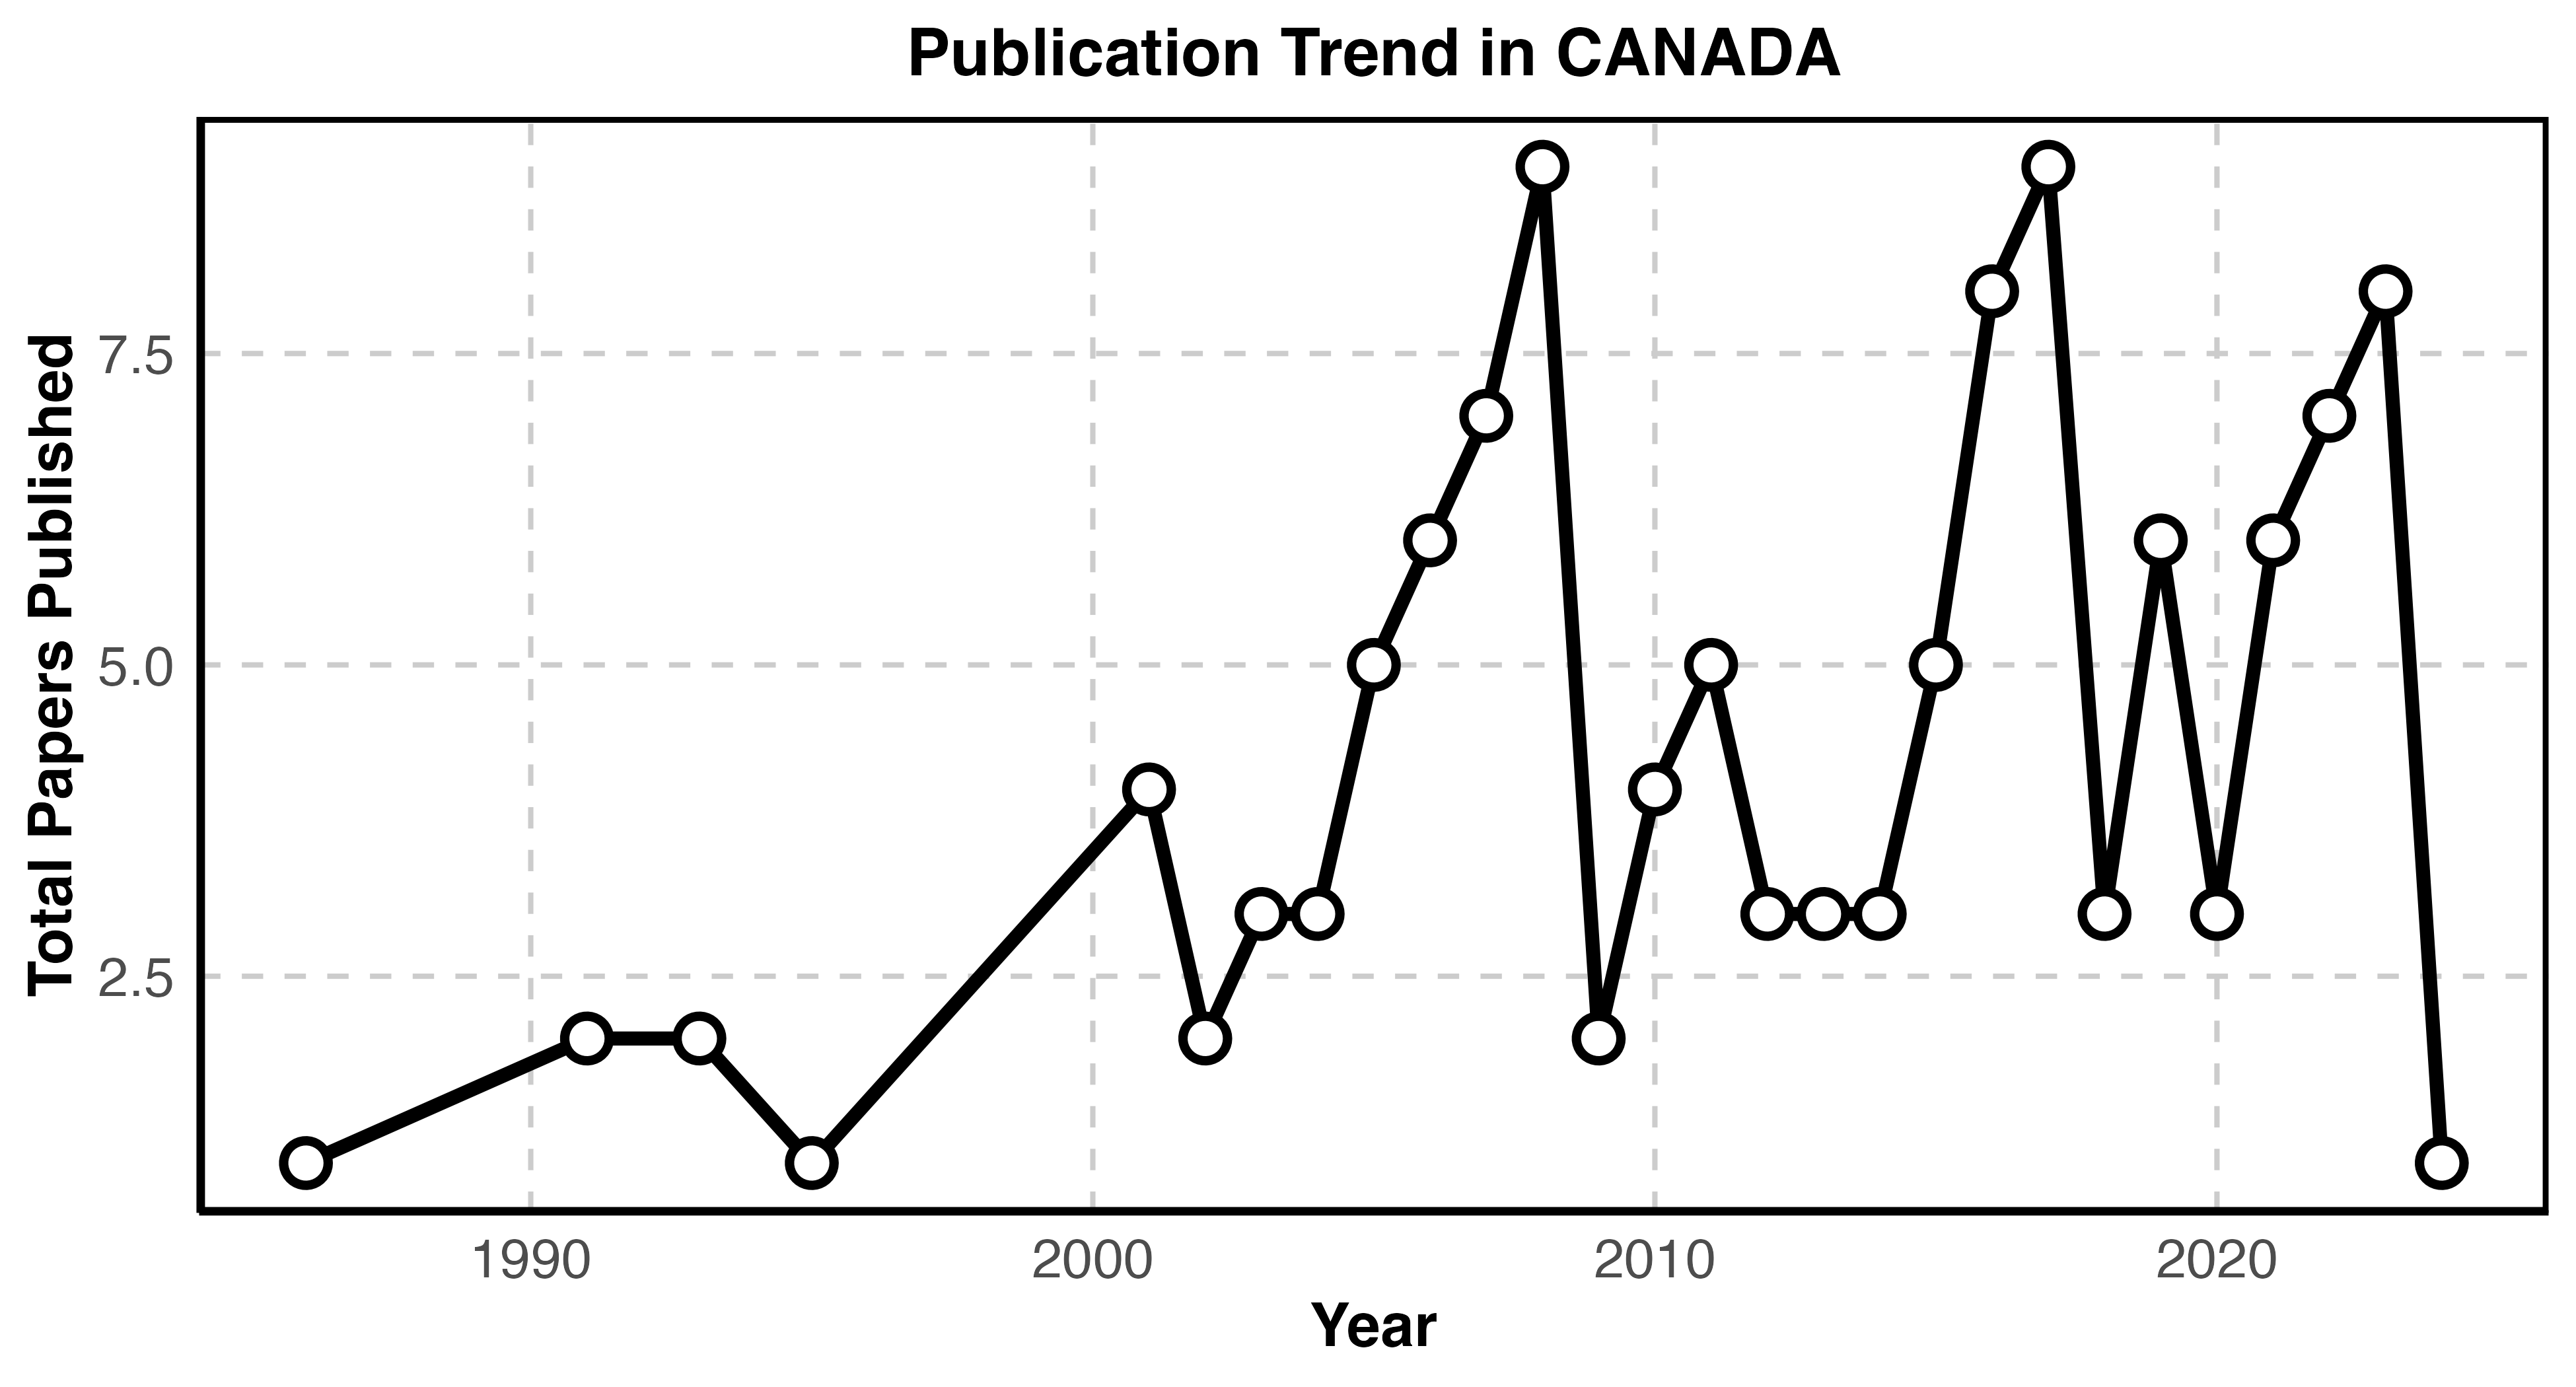 Publication Trend in CANADA
Total Papers Published
7.5
5.0
2.5
1990
2000
2010
2020
Year